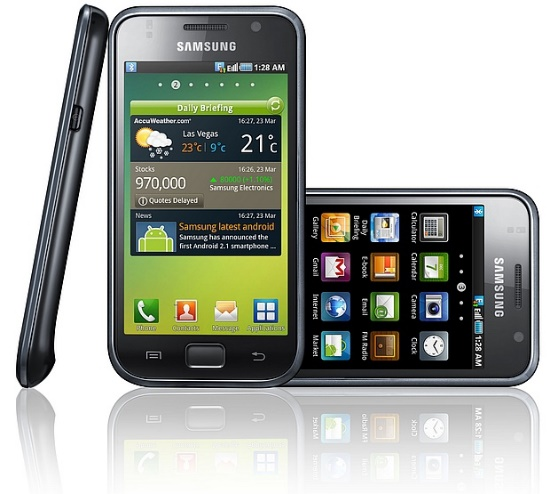 SAMSUNG
1:28 AM
2
Daily Briefing
AccuWeather.com
16:27, 23 Mar
Las Vegas
23°c | 9°c
21°c
Stocks
16:26, 23 Mar
970,000
▲ 80000 (+1.10%)
Samsung Electronics
Quotes Delayed
News
16:27, 23 Mar
Samsung latest android
Samsung has announced the
first Android 2.1 smartphone ...
Phone
Contacts
Message
Applications
SAMSUNG
1:28 AM
Calculator
Calendar
Camera
Clock
Daily
Briefing
E-book
Email
FM Radio
Gallery
Gmail
Internet
Market